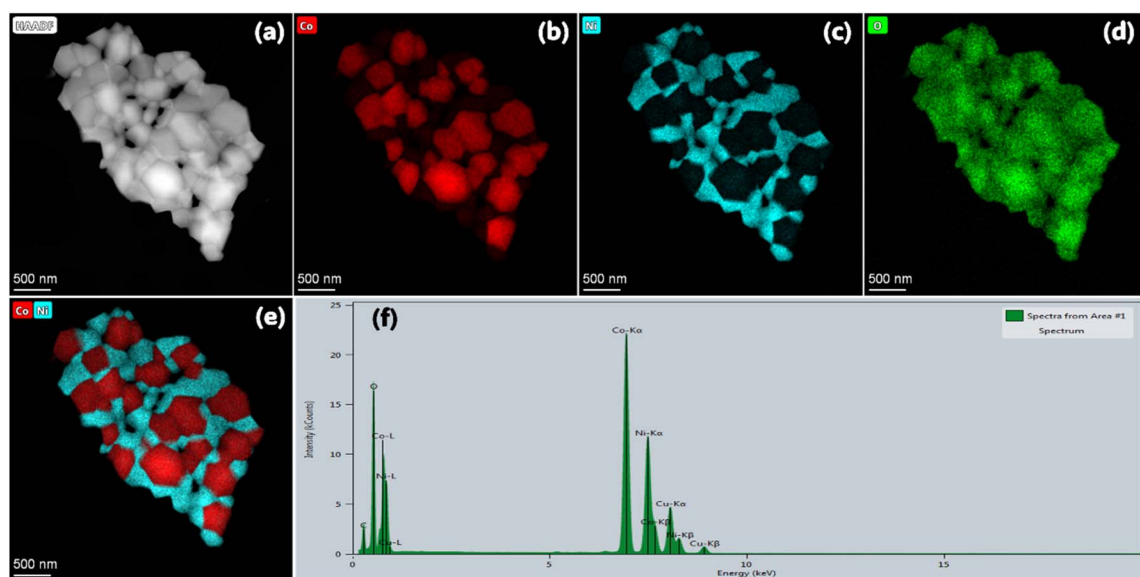 HAADF
(a)
500 nm
Co
(b)
500 nm
Ni
(c)
500 nm
O
(d)
500 nm
Co Ni
(e)
500 nm
(f)
Spectra from Area #1
Spectrum
Intensity (kCounts)
25
20
15
10
5
0
C
O
Co-L
Ni-L
Cu-L
Co-Kα
Ni-Kα
Co-Kβ
Cu-Kα
Ni-Kβ
Cu-Kβ
0
5
10
15
Energy (keV)